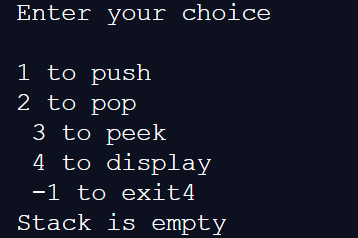 Enter your choice

1 to push
2 to pop
 3 to peek
 4 to display
 -1 to exit4
Stack is empty